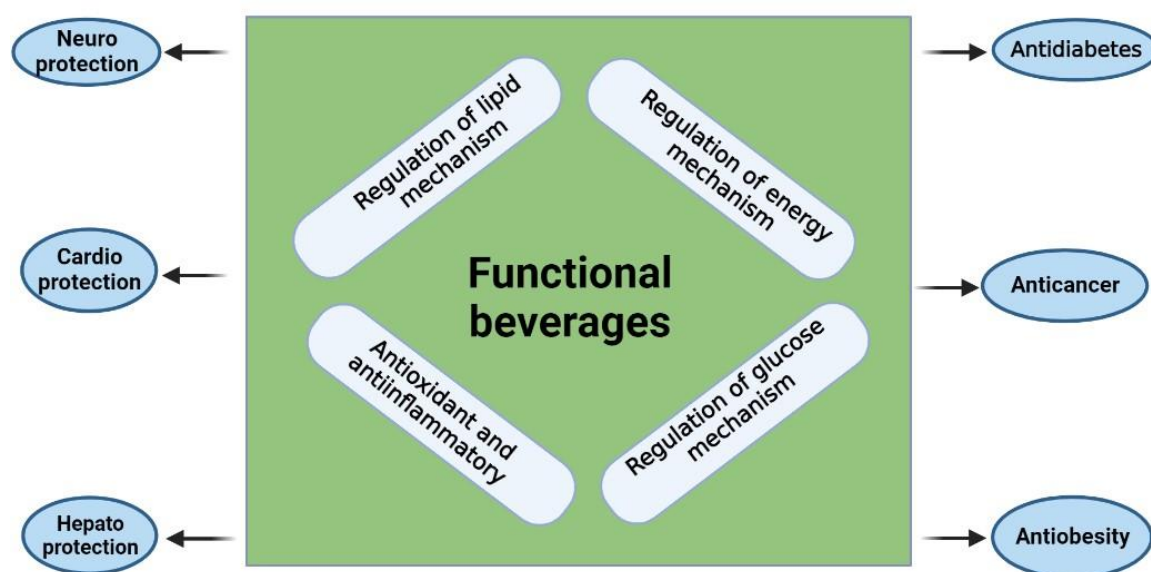 Neuro
protection
Cardio
protection
Hepato
protection
Regulation of lipid
mechanism
Regulation of energy
mechanism
Functional
beverages
Antioxidant and
antiinflammatory
Regulation of glucose
mechanism
Antidiabetes
Anticancer
Antiobesity